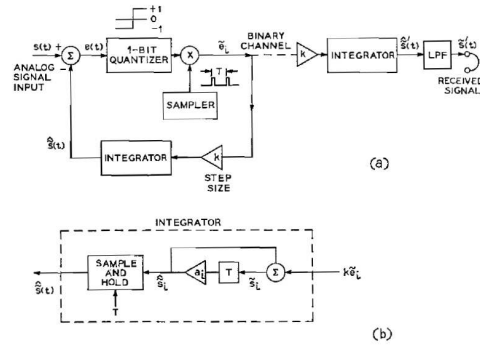 +1
0
-1
s(t) +
Σ
e(t)
1-BIT QUANTIZER
X
ẽᵢ
BINARY CHANNEL
k
INTEGRATOR
ŝ'(t)
LPF
s̃'(t)
ANALOG SIGNAL INPUT
−
T
SAMPLER
RECEIVED SIGNAL
ŝ(t)
INTEGRATOR
k
STEP SIZE
(a)
INTEGRATOR
SAMPLE AND HOLD
aᵢ
T
Σ
kẽᵢ
ŝ(t)
ŝᵢ
s̃ᵢ
T
(b)